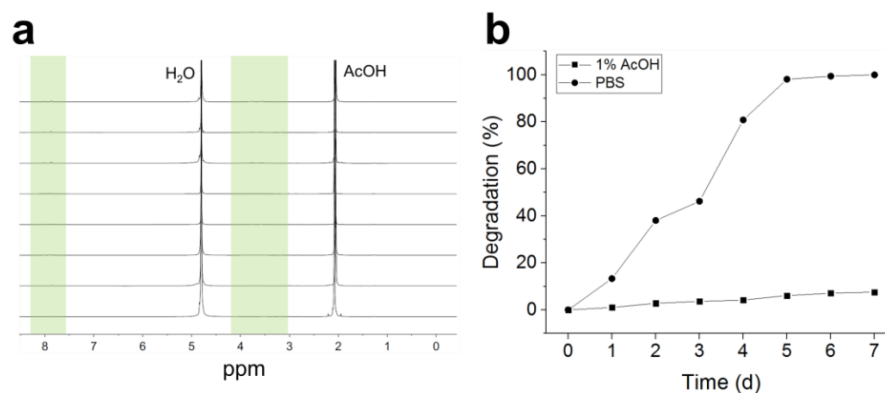 a
H₂O
AcOH
8 7 6 5 4 3 2 1 0
ppm
b
1% AcOH
PBS
100
80
60
40
20
0
Degradation (%)
0 1 2 3 4 5 6 7
Time (d)